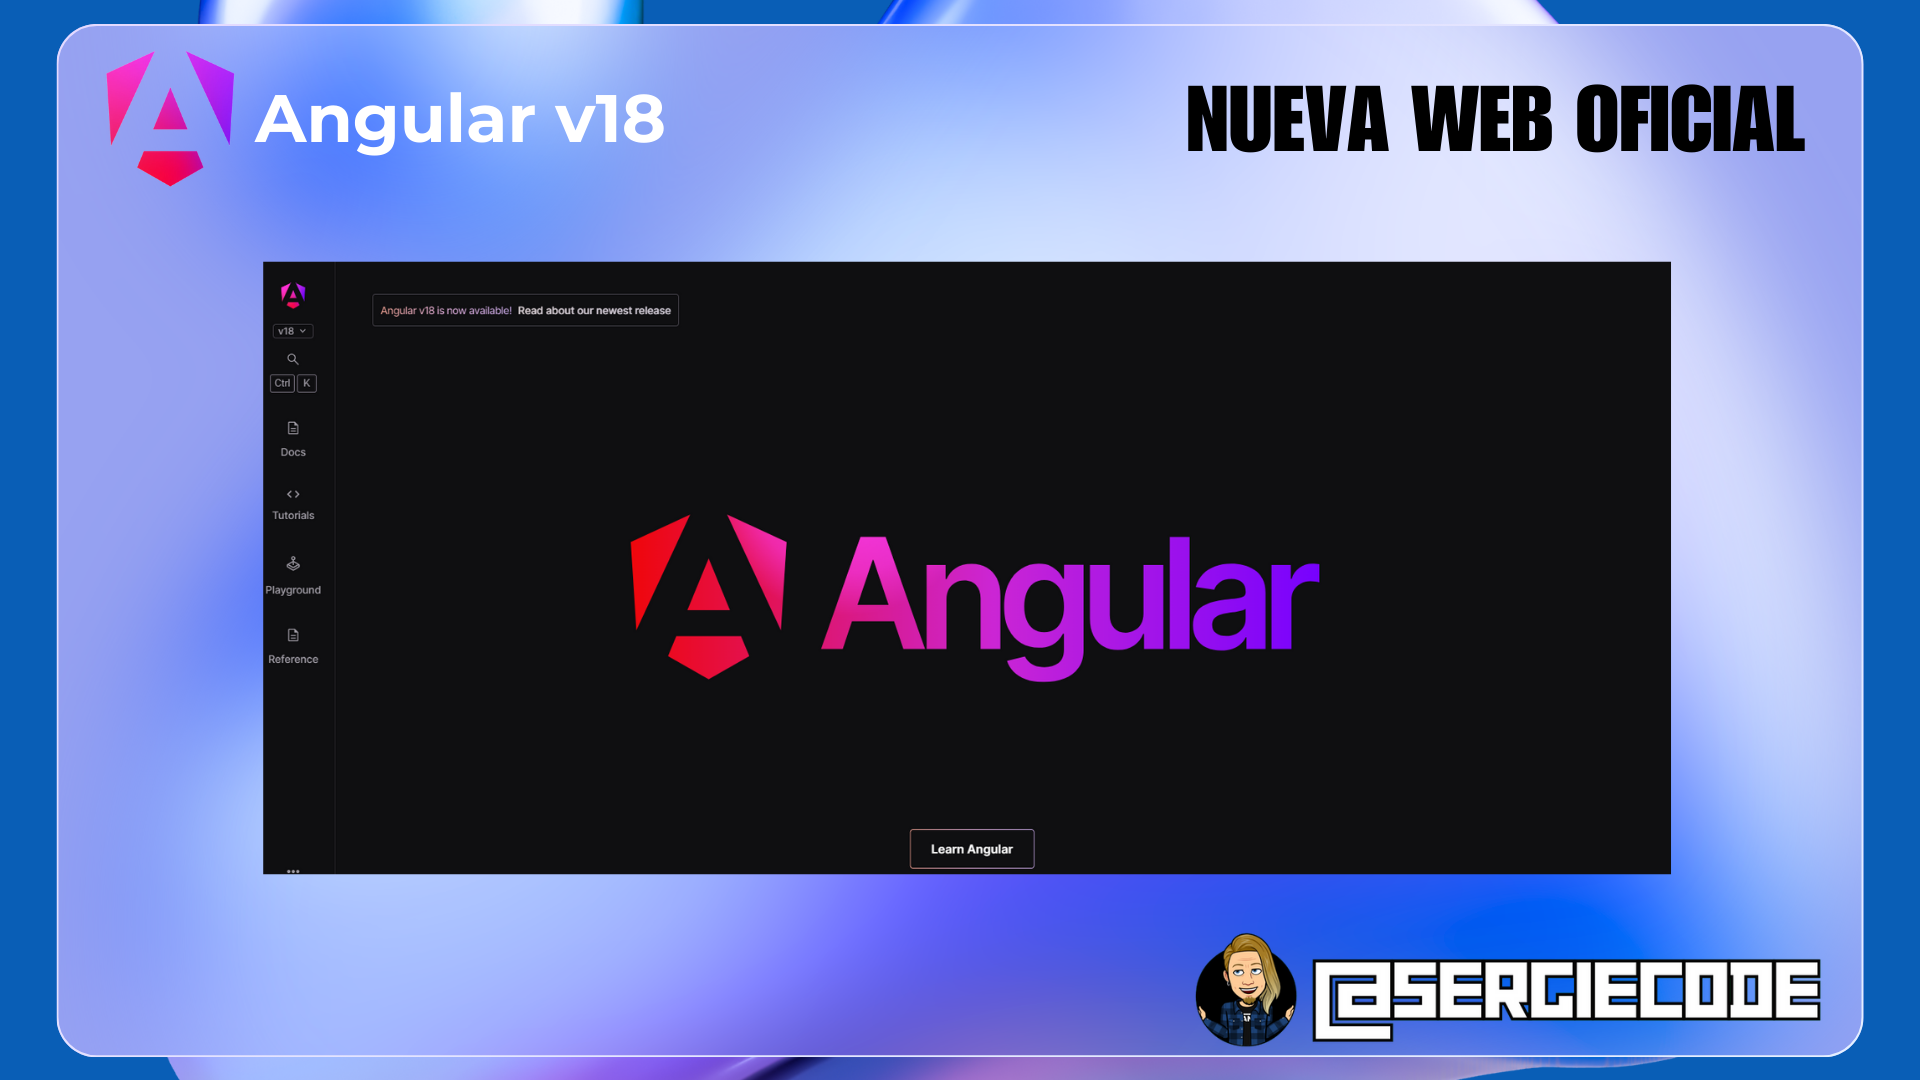 Angular v18
NUEVA WEB OFICIAL
Angular v18 is now available! Read about our newest release
v18
Ctrl K
Docs
Tutorials
Playground
Reference
Angular
Learn Angular
@SERGIECODE